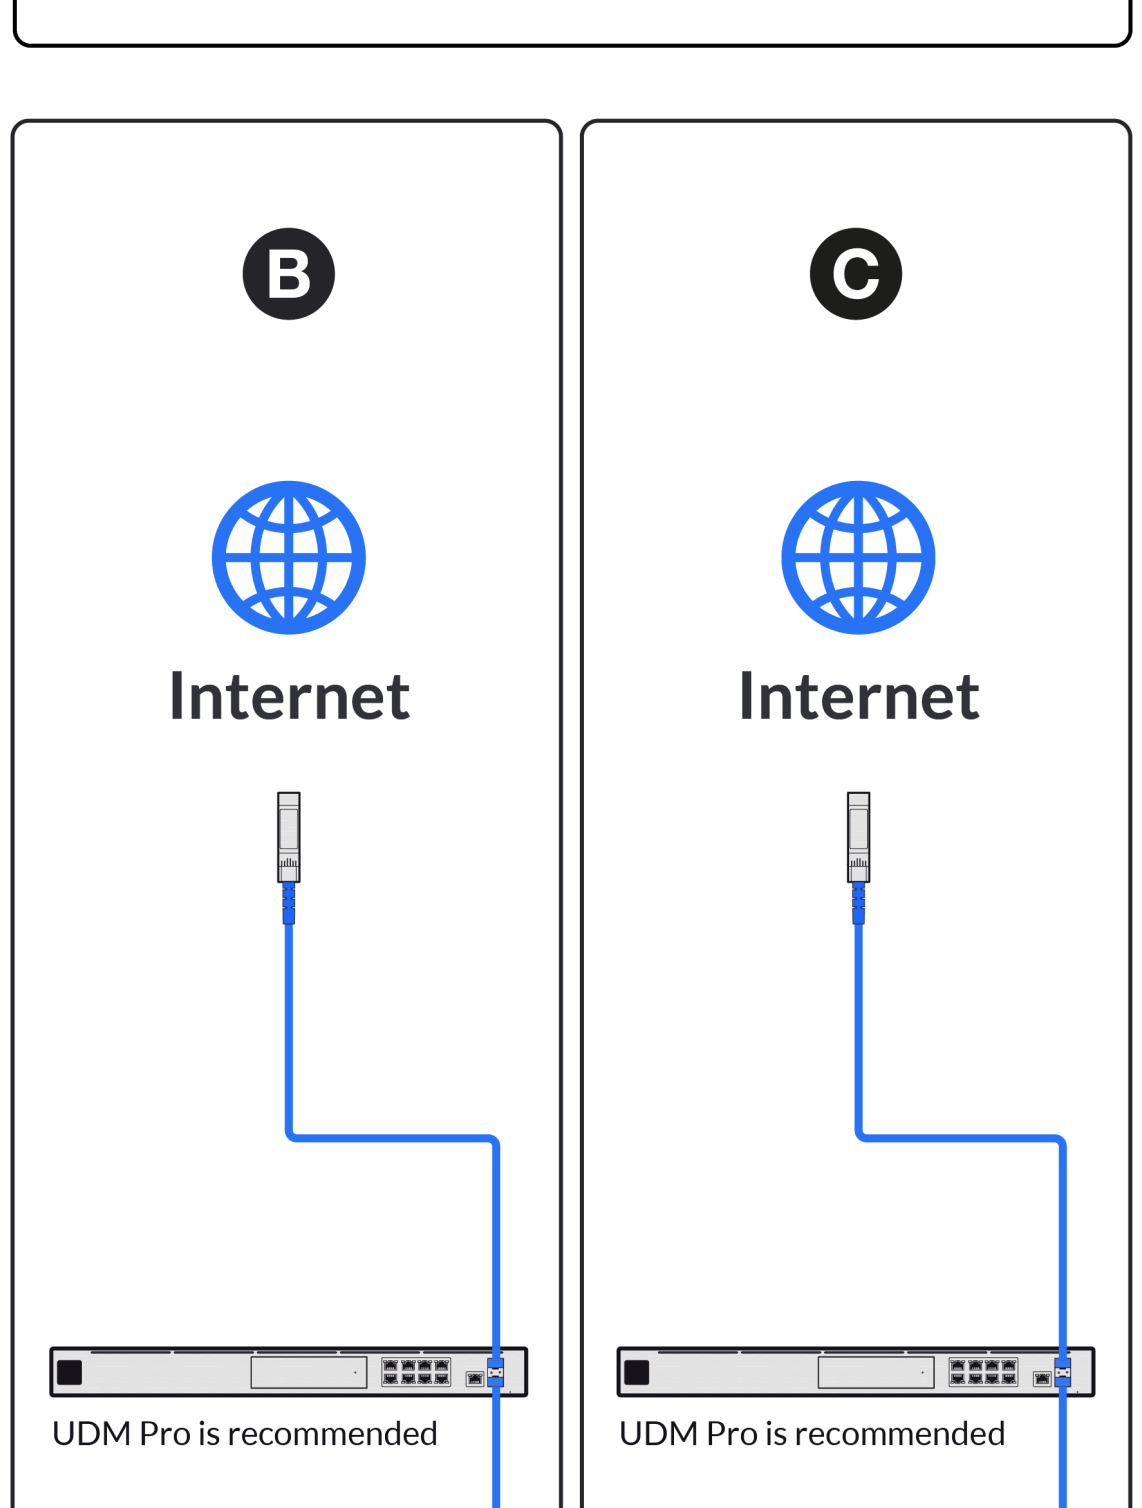 B
C
Internet
Internet
UDM Pro is recommended
UDM Pro is recommended